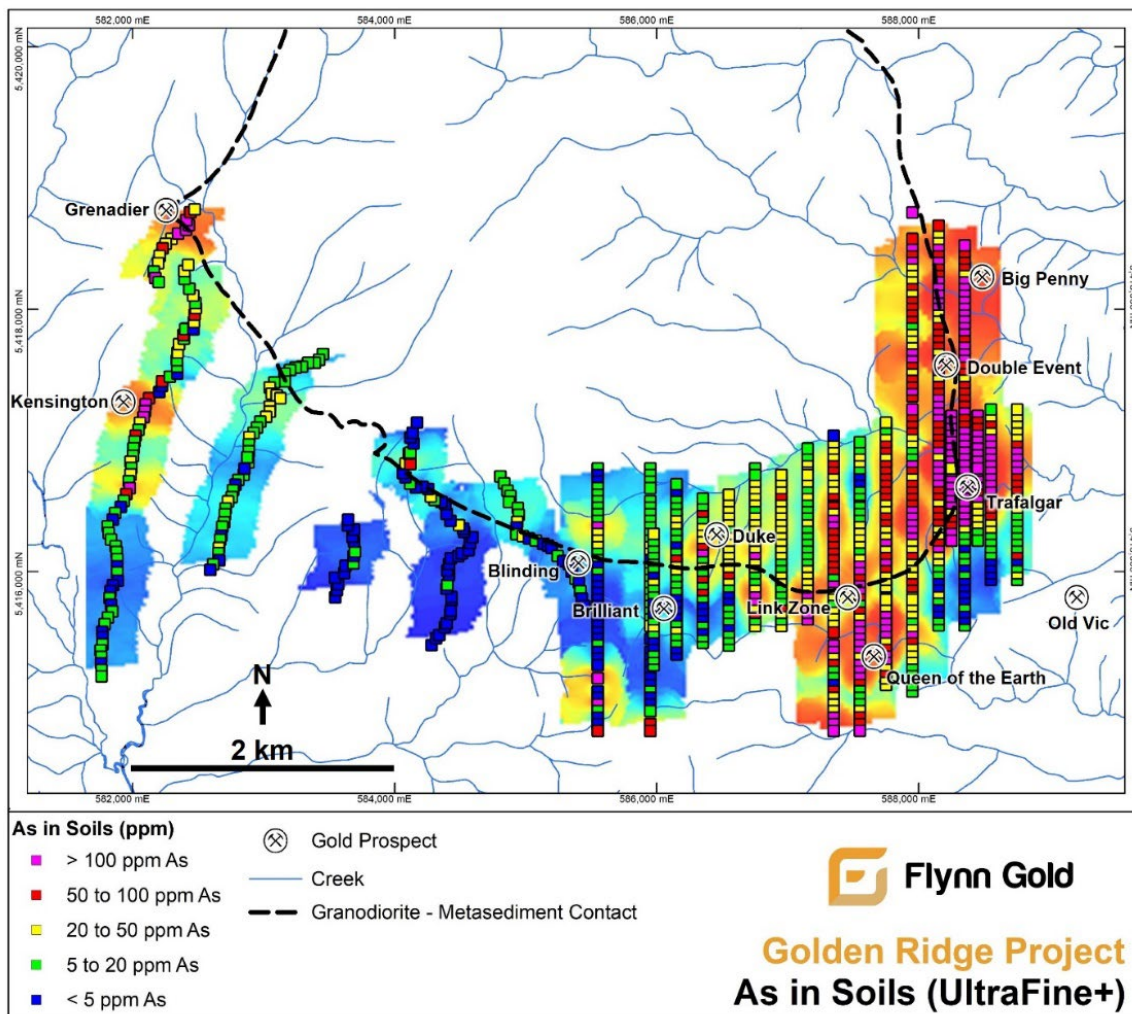 582,000 mE
584,000 mE
586,000 mE
588,000 mE
5,420,000 mN
Grenadier
Big Penny
5,418,000 mN
Double Event
Kensington
Trafalgar
Duke
5,416,000 mN
Blinding
Brilliant
Link Zone
Old Vic
Queen of the Earth
N
2 km
582,000 mE
584,000 mE
586,000 mE
588,000 mE
As in Soils (ppm)
> 100 ppm As
50 to 100 ppm As
20 to 50 ppm As
5 to 20 ppm As
< 5 ppm As
Gold Prospect
Creek
Granodiorite - Metasediment Contact
Flynn Gold
Golden Ridge Project
As in Soils (UltraFine+)